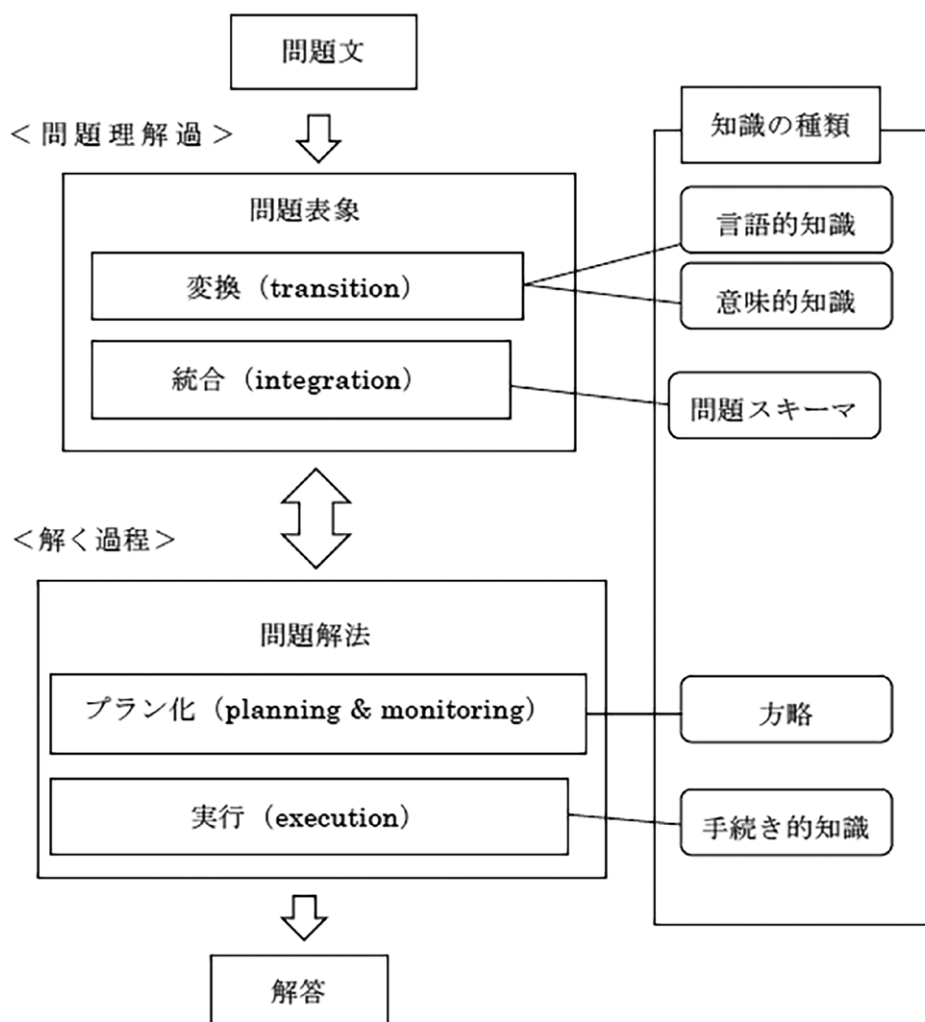 問題文
＜問題理解過＞
問題表象
変換（transition）
統合（integration）
＜解く過程＞
問題解法
プラン化（planning & monitoring）
実行（execution）
解答
知識の種類
言語的知識
意味的知識
問題スキーマ
方略
手続き的知識